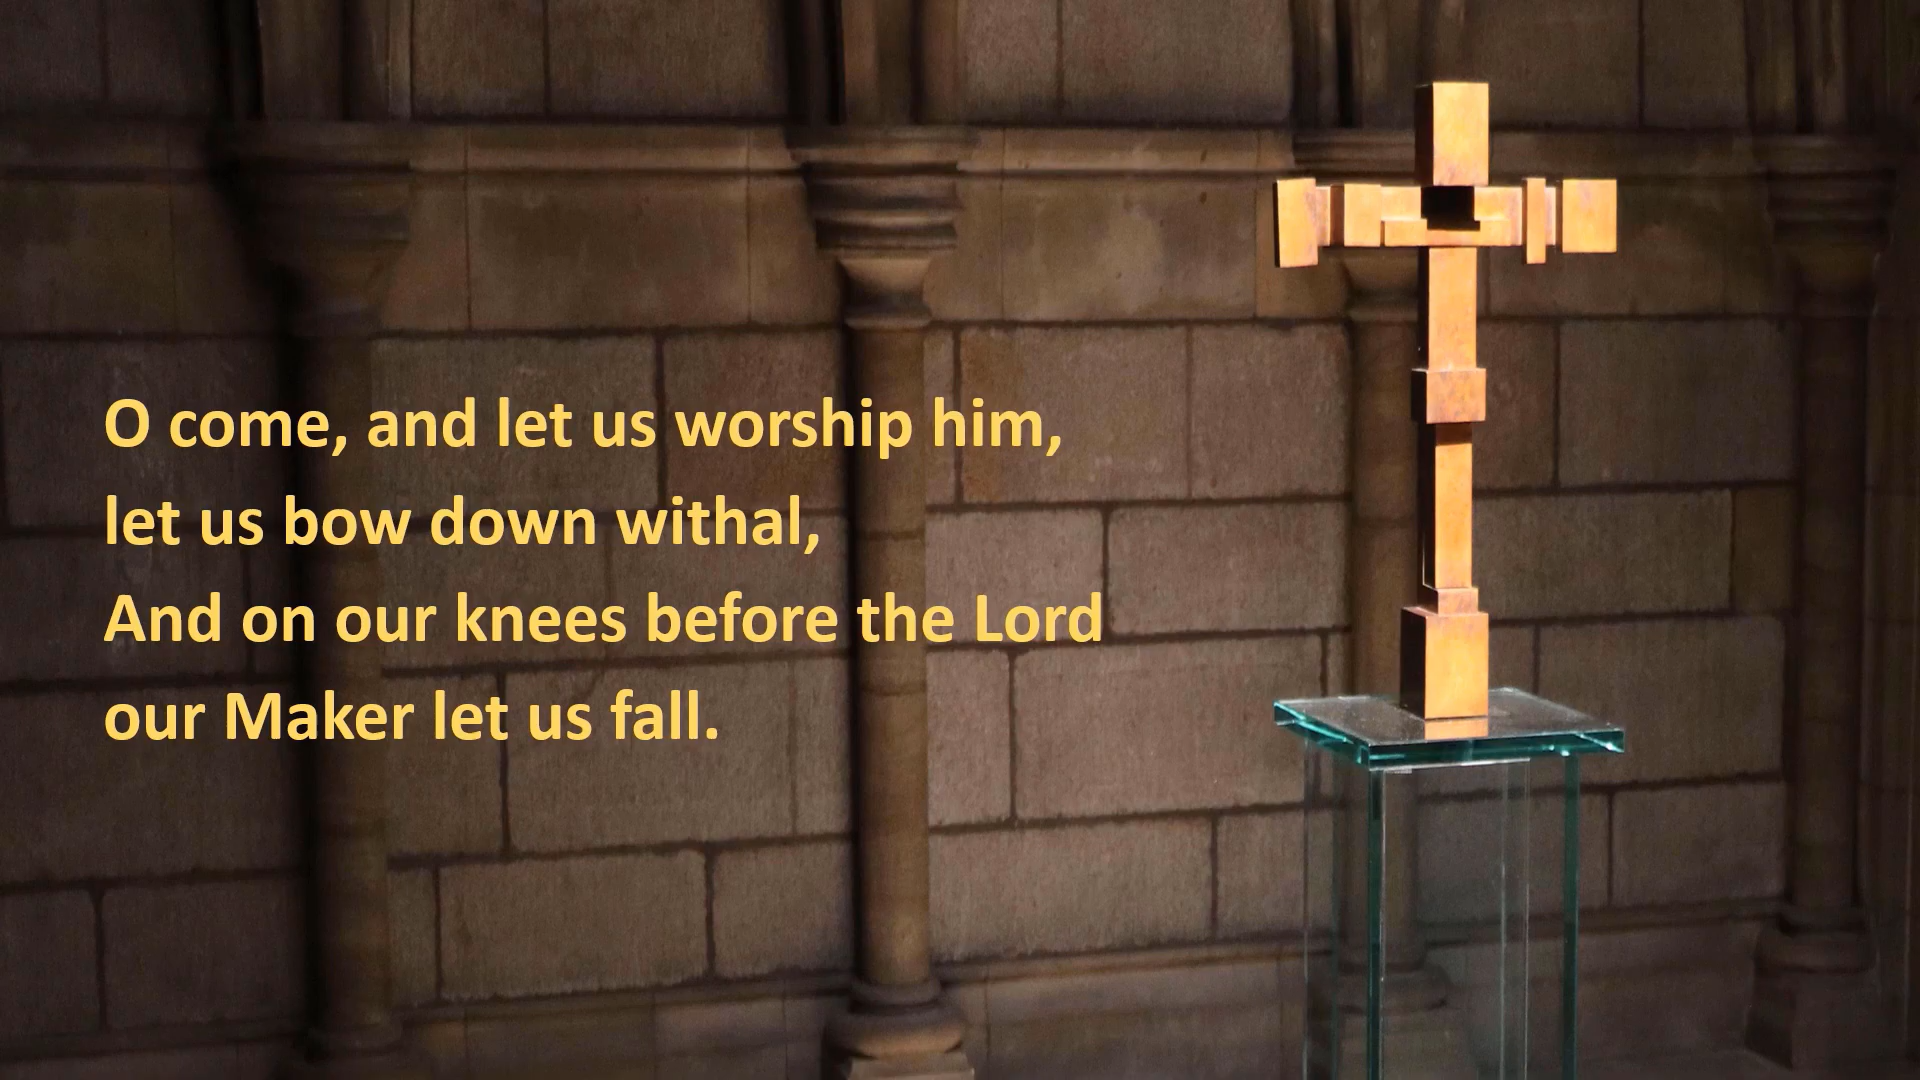 O come, and let us worship him,
let us bow down withal,
And on our knees before the Lord
our Maker let us fall.